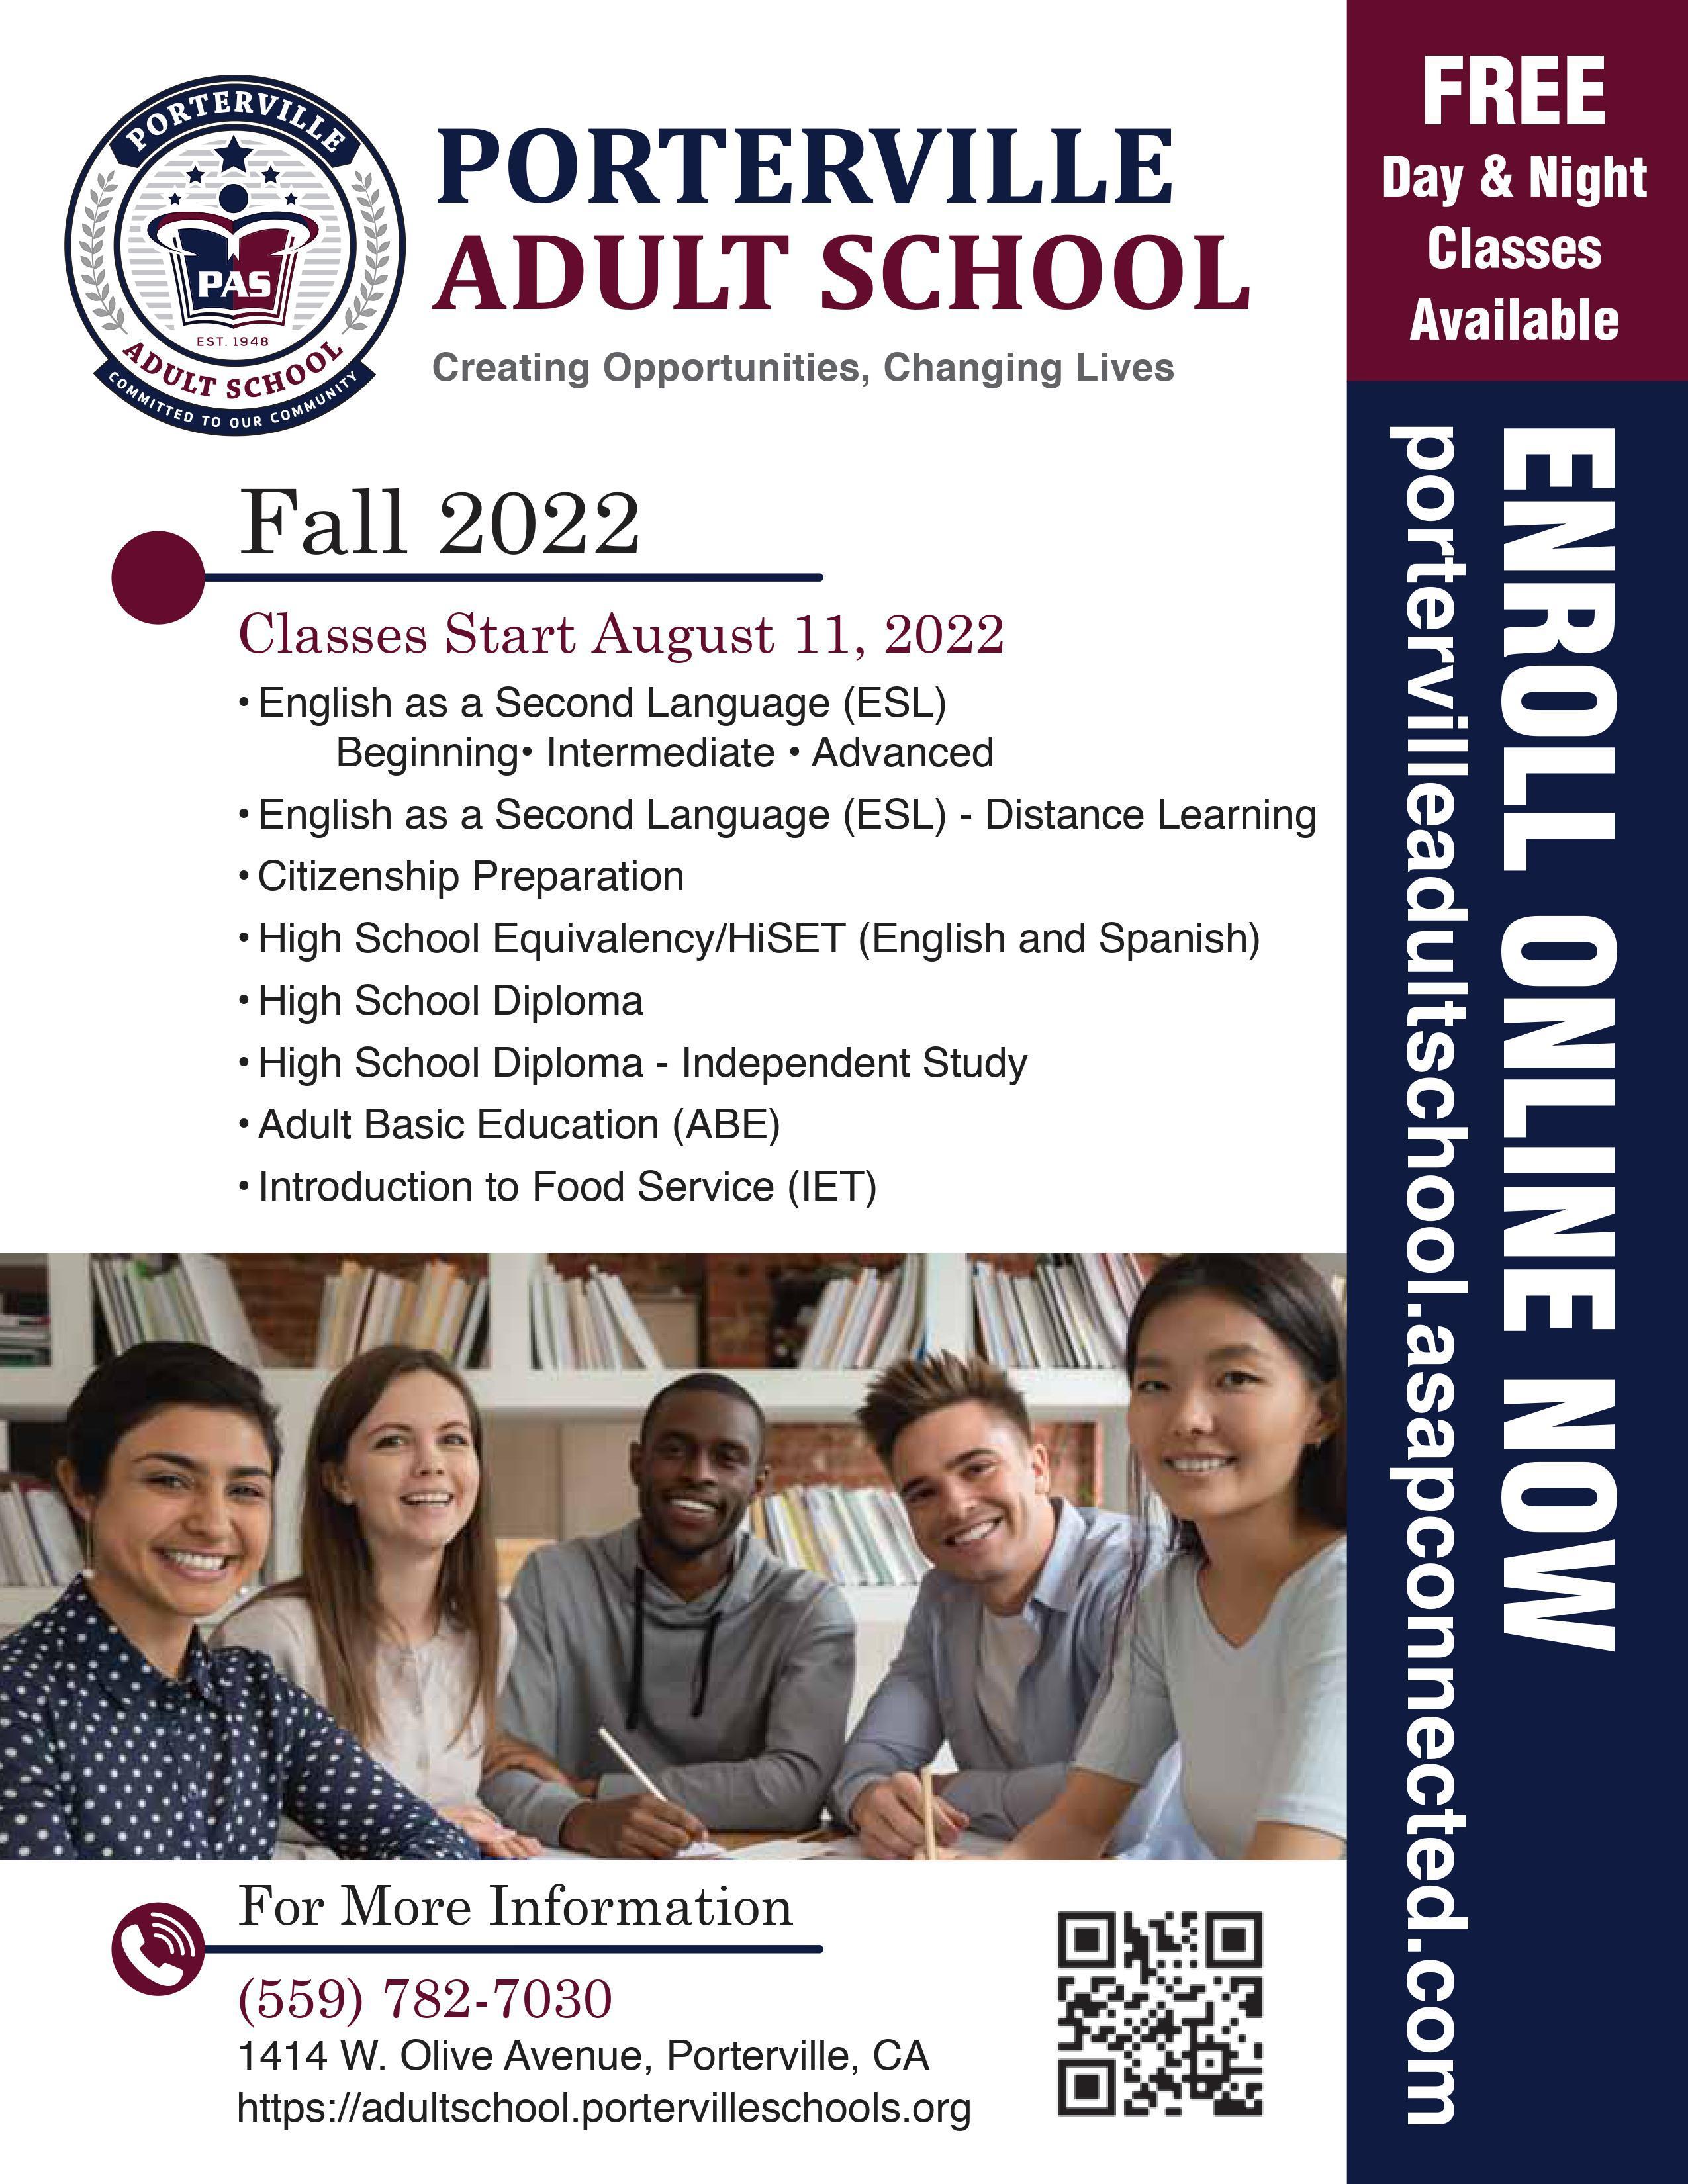 PORTERVILLE
PAS
EST. 1948
ADULT SCHOOL
COMMITTED TO OUR COMMUNITY
PORTERVILLE
ADULT SCHOOL
Creating Opportunities, Changing Lives
FREE
Day & Night
Classes
Available
ENROLL ONLINE NOW
portervilleadultschool.asapconnected.com
Fall 2022
Classes Start August 11, 2022
• English as a Second Language (ESL)
Beginning• Intermediate • Advanced
• English as a Second Language (ESL) - Distance Learning
• Citizenship Preparation
• High School Equivalency/HiSET (English and Spanish)
• High School Diploma
• High School Diploma - Independent Study
• Adult Basic Education (ABE)
• Introduction to Food Service (IET)
For More Information
(559) 782-7030
1414 W. Olive Avenue, Porterville, CA
https://adultschool.portervilleschools.org